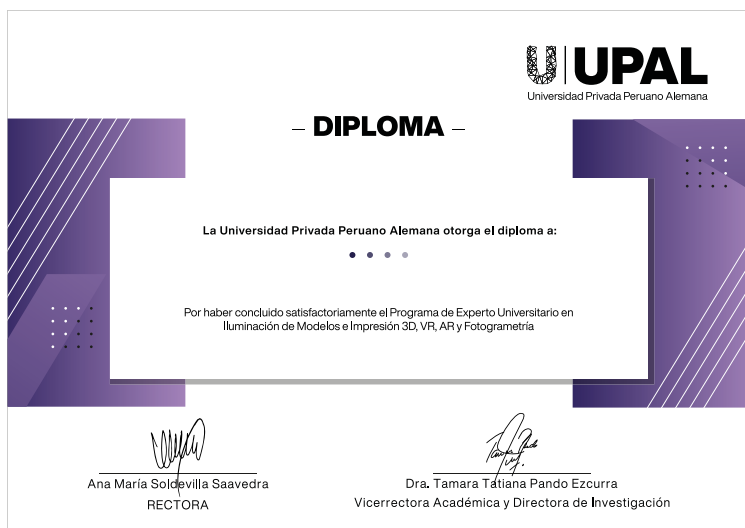 UPAL
Universidad Privada Peruano Alemana
– DIPLOMA –
La Universidad Privada Peruano Alemana otorga el diploma a:
Por haber concluido satisfactoriamente el Programa de Experto Universitario en
Iluminación de Modelos e Impresión 3D, VR, AR y Fotogrametría
Ana María Soldevilla Saavedra
RECTORA
Dra. Tamara Tatiana Pando Ezcurra
Vicerrectora Académica y Directora de Investigación